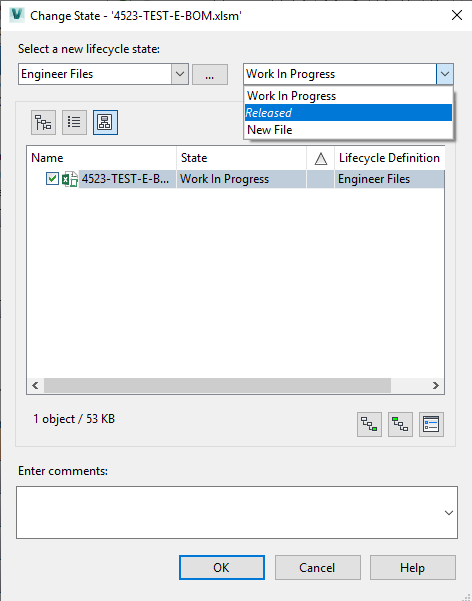 Change State - '4523-TEST-E-BOM.xlsm'
Select a new lifecycle state:
Engineer Files
...
Work In Progress
Work In Progress
Released
New File
Name State Lifecycle Definition
4523-TEST-E-B... Work In Progress Engineer Files
1 object / 53 KB
Enter comments:
OK Cancel Help